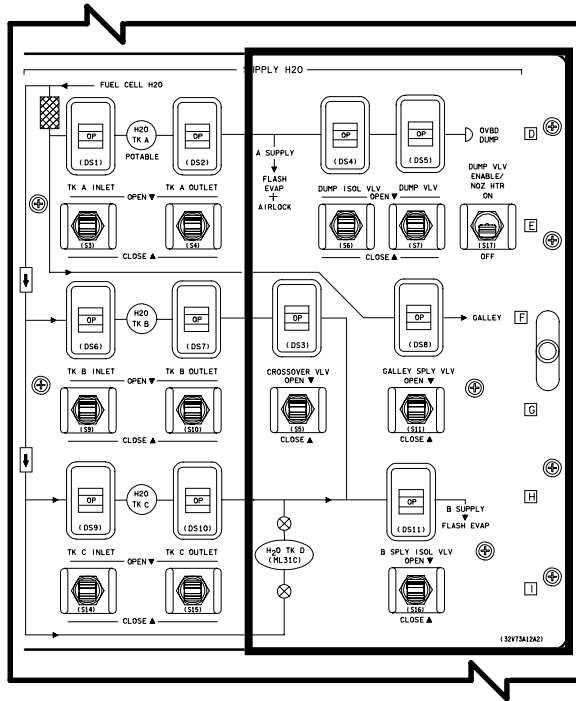 SUPPLY H2O
FUEL CELL H2O
OP
(DS1)
H2O
TK A
POTABLE
OP
(DS2)
A SUPPLY
FLASH
EVAP
+
AIRLOCK
OP
(DS4)
OP
(DS5)
OVBD
DUMP
D
TK A INLET
TK A OUTLET
OPEN ▼
DUMP ISOL VLV
DUMP VLV
OPEN ▼
DUMP VLV
ENABLE/
NOZ HTR
ON
(S3)
(S4)
CLOSE ▲
(S6)
(S7)
CLOSE ▲
(S17)
OFF
E
OP
(DS6)
H2O
TK B
OP
(DS7)
OP
(DS3)
OP
(DS8)
GALLEY
F
TK B INLET
TK B OUTLET
OPEN ▼
CROSSOVER VLV
OPEN ▼
GALLEY SPLY VLV
OPEN ▼
(S9)
(S10)
CLOSE ▲
(S5)
CLOSE ▲
(S11)
CLOSE ▲
G
OP
(DS9)
H2O
TK C
OP
(DS10)
OP
(DS11)
B SUPPLY
FLASH EVAP
H
TK C INLET
TK C OUTLET
OPEN ▼
H2O TK D
(ML31C)
B SPLY ISOL VLV
OPEN ▼
(S14)
(S15)
CLOSE ▲
(S16)
CLOSE ▲
I
(32V73A12A2)